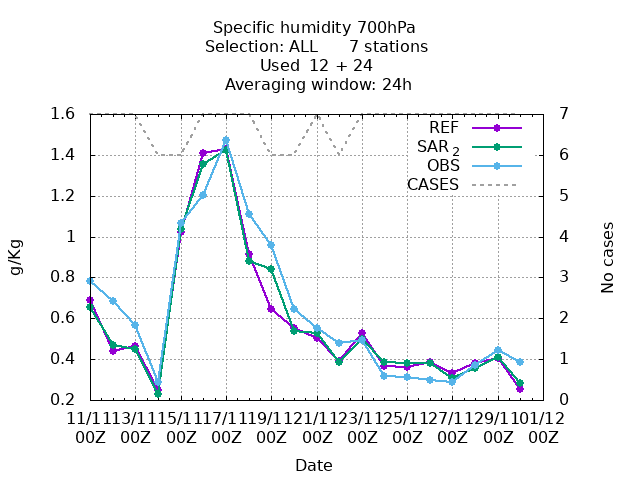 Specific humidity 700hPa
Selection: ALL 7 stations
Used 12 + 24
Averaging window: 24h
1.6
1.4
1.2
1
0.8
0.6
0.4
0.2
g/Kg
7
6
5
4
3
2
1
0
No cases
REF
SAR 2
OBS
CASES
11/11 13/11 15/11 17/11 19/11 21/11 23/11 25/11 27/11 29/11 01/12
00Z 00Z 00Z 00Z 00Z 00Z 00Z 00Z 00Z 00Z 00Z
Date